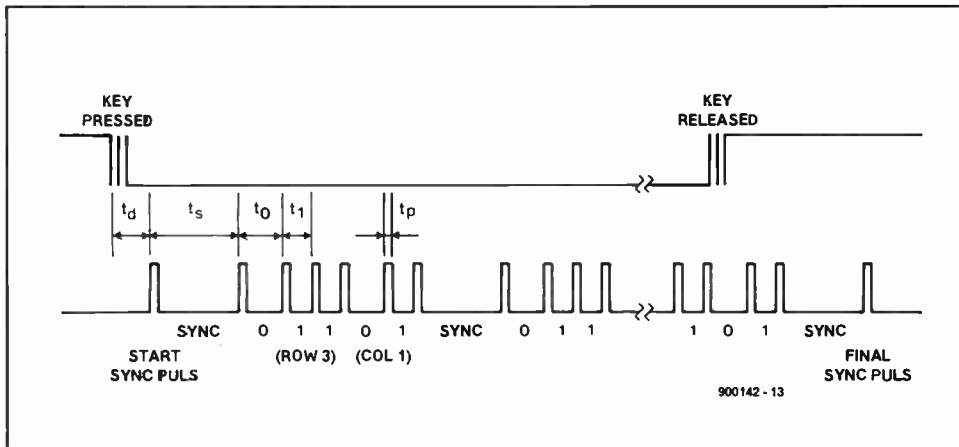 KEY
PRESSED
KEY
RELEASED
td ts t0 t1 tp
SYNC 0 1 1 0 1 SYNC 0 1 1 1 0 1 SYNC
START
SYNC PULS
(ROW 3) (COL 1)
FINAL
SYNC PULS
900142 - 13